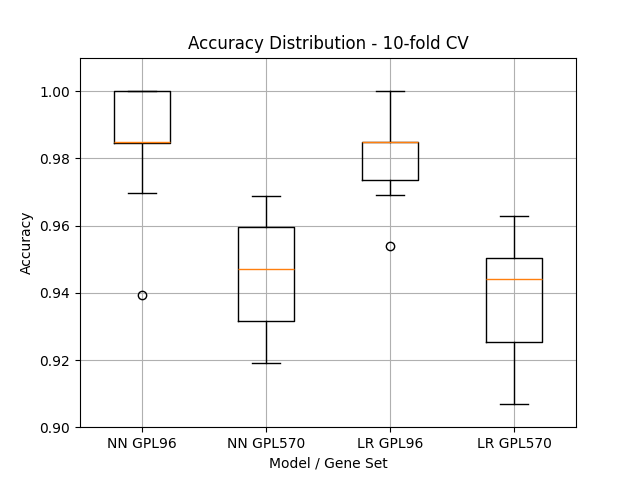 Accuracy Distribution - 10-fold CV
Accuracy
1.00
0.98
0.96
0.94
0.92
0.90
NN GPL96 NN GPL570 LR GPL96 LR GPL570
Model / Gene Set